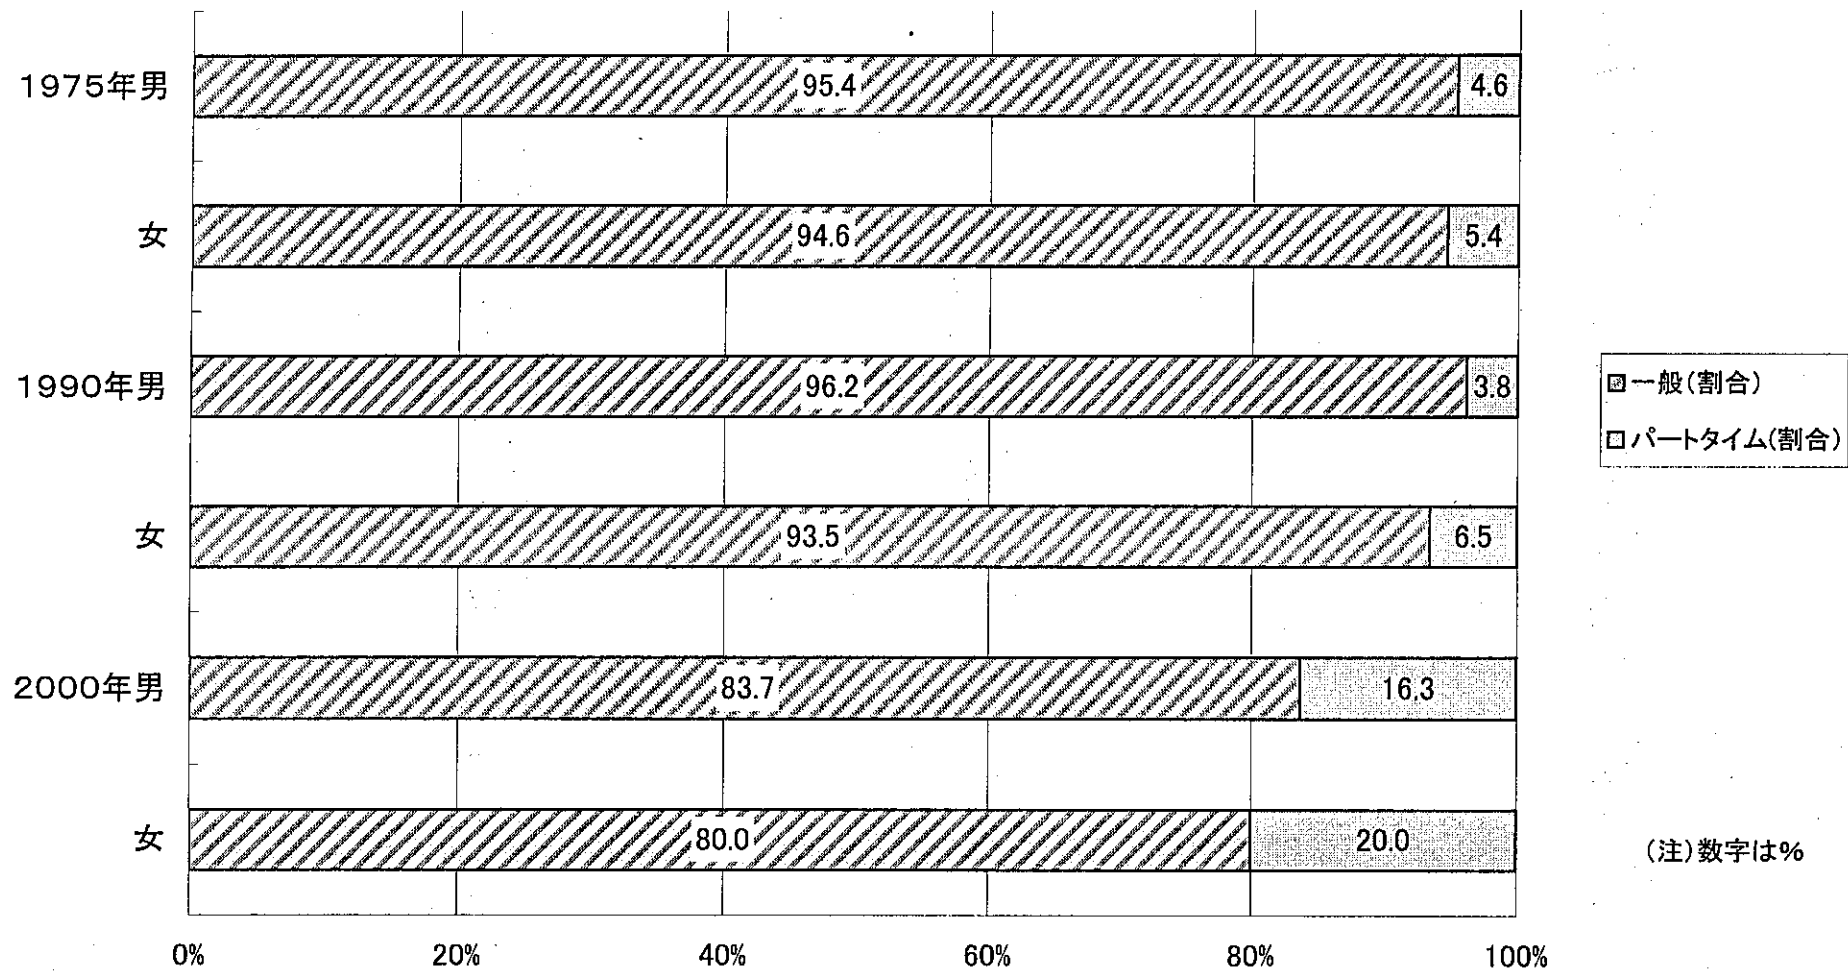 1975年男 95.4 4.6
女 94.6 5.4
1990年男 96.2 3.8
女 93.5 6.5
2000年男 83.7 16.3
女 80.0 20.0
0% 20% 40% 60% 80% 100%
一般(割合)
パートタイム(割合)
(注)数字は%